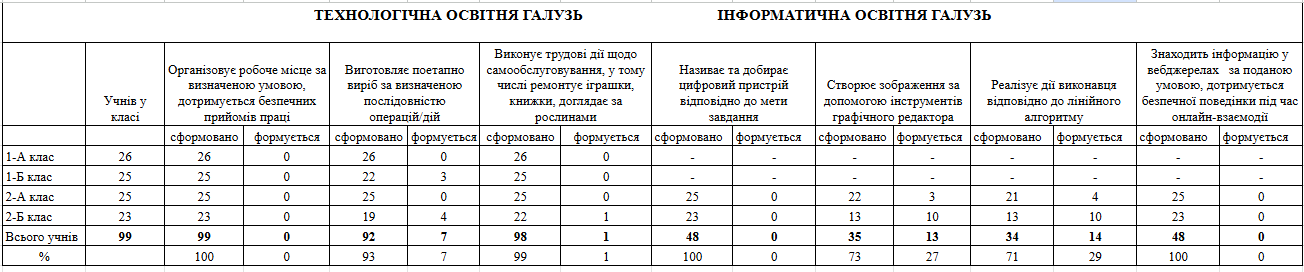 ТЕХНОЛОГІЧНА ОСВІТНЯ ГАЛУЗЬ ІНФОРМАТИЧНА ОСВІТНЯ ГАЛУЗЬ
Учнів у
класі
Організовує робоче місце за
визначеною умовою,
дотримується безпечних
прийомів праці
Виготовляє поетапно
виріб за визначеною
послідовністю
операцій/дій
Виконує трудові дії щодо
самообслуговування, у тому
числі ремонтує іграшки,
книжки, доглядає за
рослинами
Називає та добирає
цифровий пристрій
відповідно до мети
завдання
Створює зображення за
допомогою інструментів
графічного редактора
Реалізує дії виконавця
відповідно до лінійного
алгоритму
Знаходить інформацію у
вебджерелах за поданою
умовою, дотримується
безпечної поведінки під час
онлайн-взаємодії
сформовано формується сформовано формується сформовано формується сформовано формується сформовано формується сформовано формується сформовано формується
1-А клас 26 26 0 26 0 26 0 - - - - - - - -
1-Б клас 25 25 0 22 3 25 0 - - - - - - - -
2-А клас 25 25 0 25 0 25 0 25 0 22 3 21 4 25 0
2-Б клас 23 23 0 19 4 22 1 23 0 13 10 13 10 23 0
Всього учнів 99 99 0 92 7 98 1 48 0 35 13 34 14 48 0
% 100 0 93 7 99 1 100 0 73 27 71 29 100 0